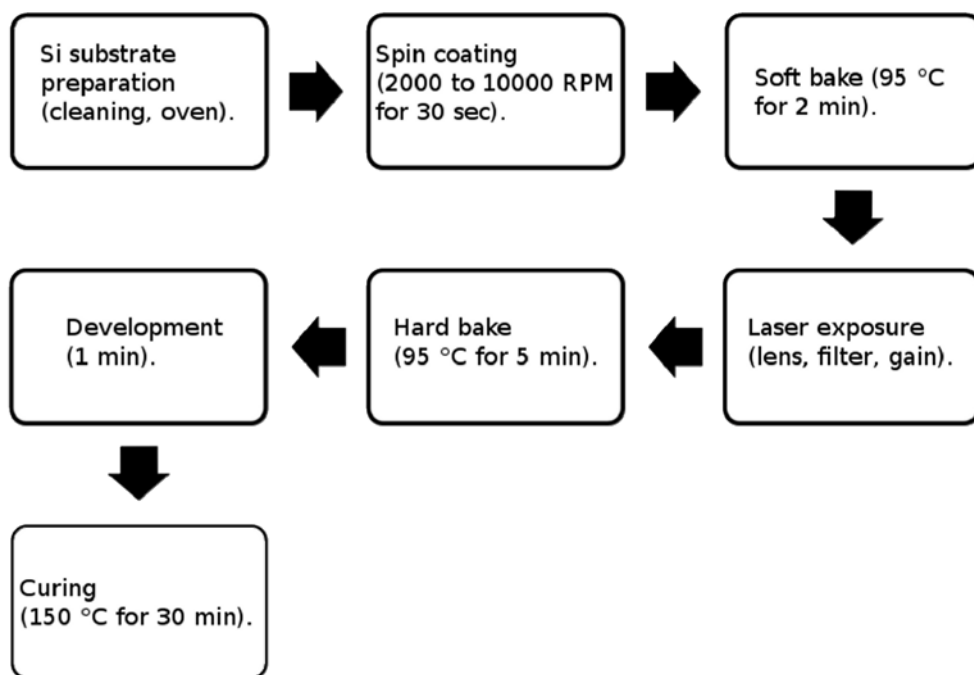 Si substrate
preparation
(cleaning, oven).
Spin coating
(2000 to 10000 RPM
for 30 sec).
Soft bake (95 °C
for 2 min).
Laser exposure
(lens, filter, gain).
Hard bake
(95 °C for 5 min).
Development
(1 min).
Curing
(150 °C for 30 min).